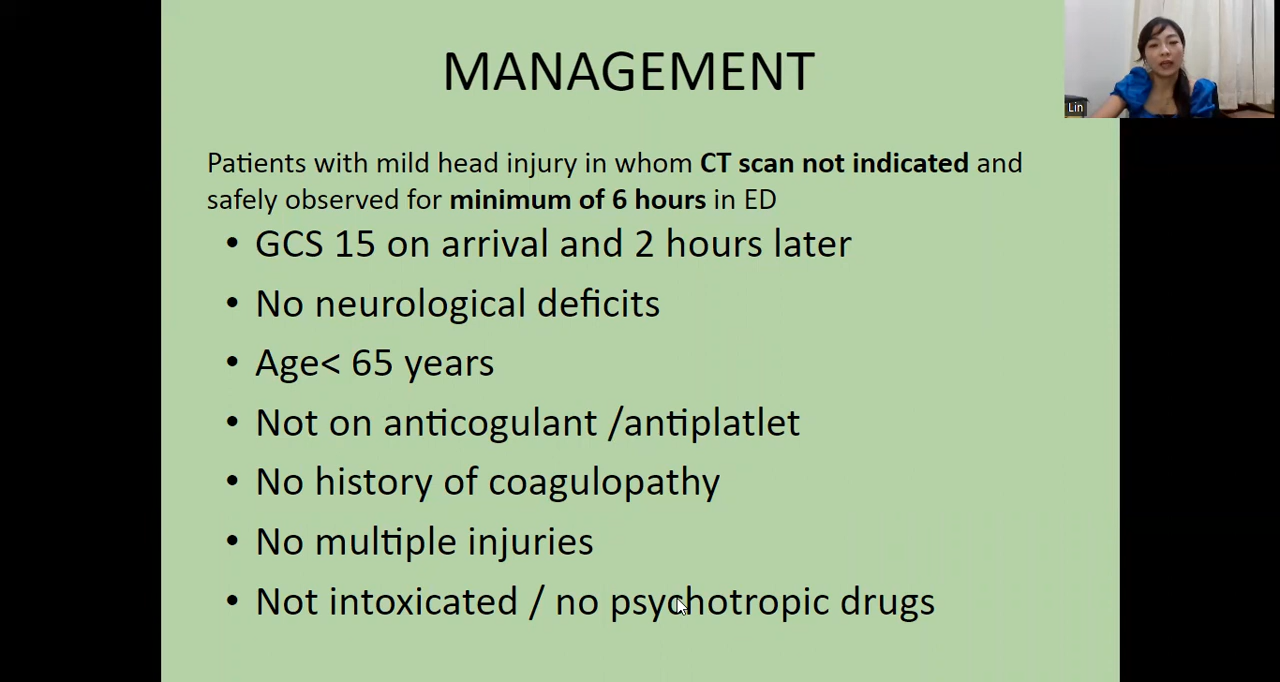 MANAGEMENT
Lin
Patients with mild head injury in whom CT scan not indicated and
safely observed for minimum of 6 hours in ED
• GCS 15 on arrival and 2 hours later
• No neurological deficits
• Age< 65 years
• Not on anticogulant /antiplatlet
• No history of coagulopathy
• No multiple injuries
• Not intoxicated / no psychotropic drugs